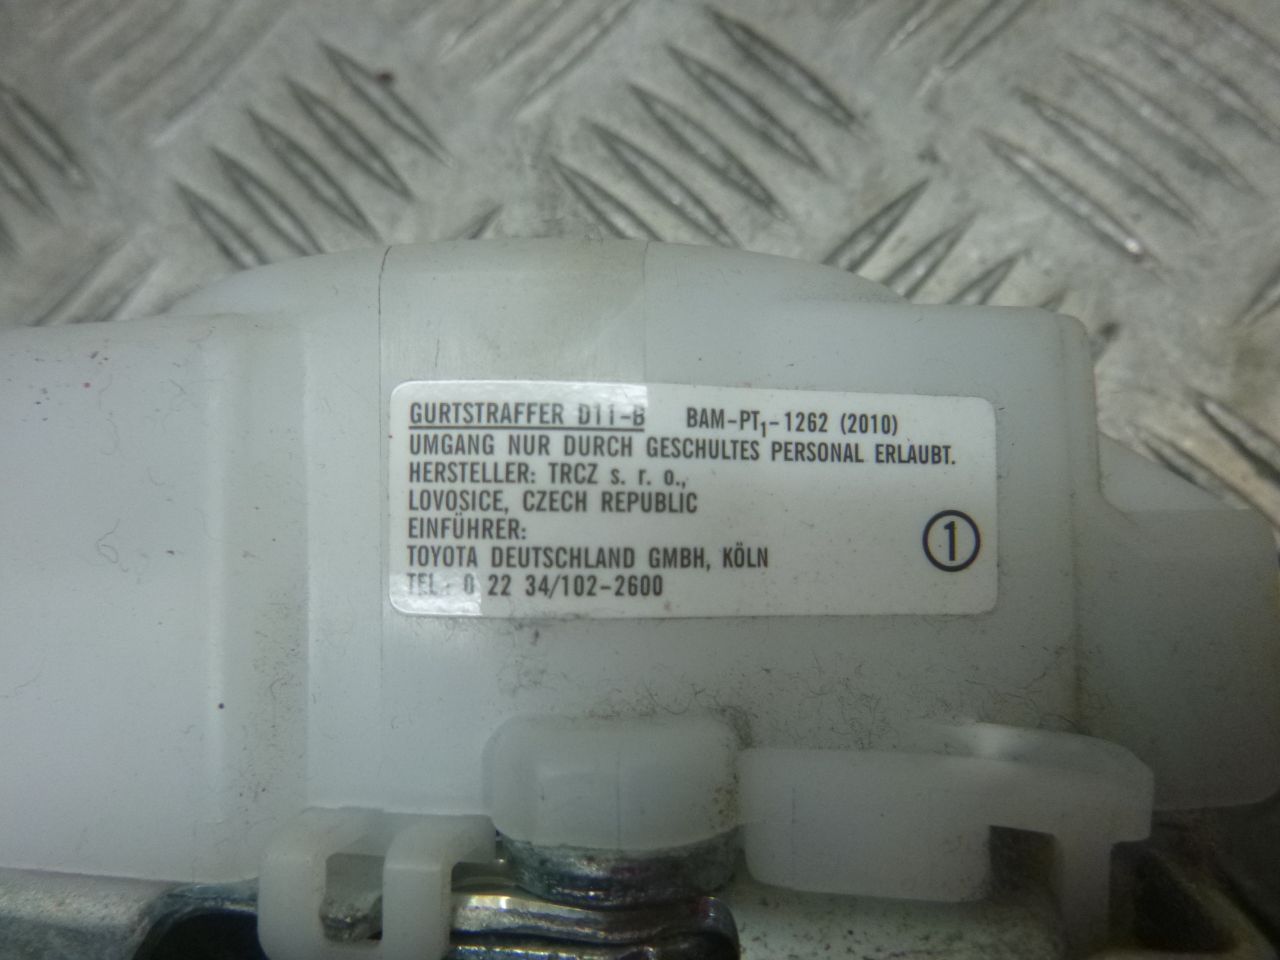 GURTSTRAFFER D11-B BAM-PT1-1262 (2010)
UMGANG NUR DURCH GESCHULTES PERSONAL ERLAUBT.
HERSTELLER: TRCZ s. r. o.,
LOVOSICE, CZECH REPUBLIC
EINFÜHRER:
TOYOTA DEUTSCHLAND GMBH, KÖLN
TEL: 0 22 34/102-2600
1